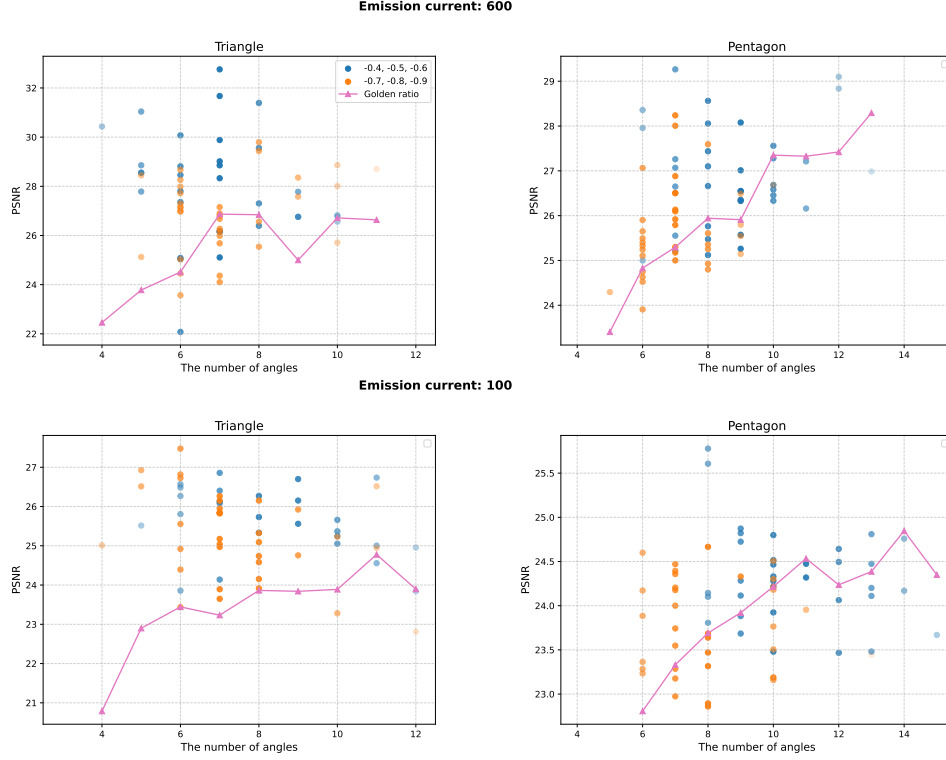 Emission current: 600
Triangle
PSNR
32
30
28
26
24
22
-0.4, -0.5, -0.6
-0.7, -0.8, -0.9
Golden ratio
4 6 8 10 12
The number of angles
Pentagon
PSNR
29
28
27
26
25
24
4 6 8 10 12 14
The number of angles
Emission current: 100
Triangle
PSNR
27
26
25
24
23
22
21
4 6 8 10 12
The number of angles
Pentagon
PSNR
25.5
25.0
24.5
24.0
23.5
23.0
4 6 8 10 12 14
The number of angles